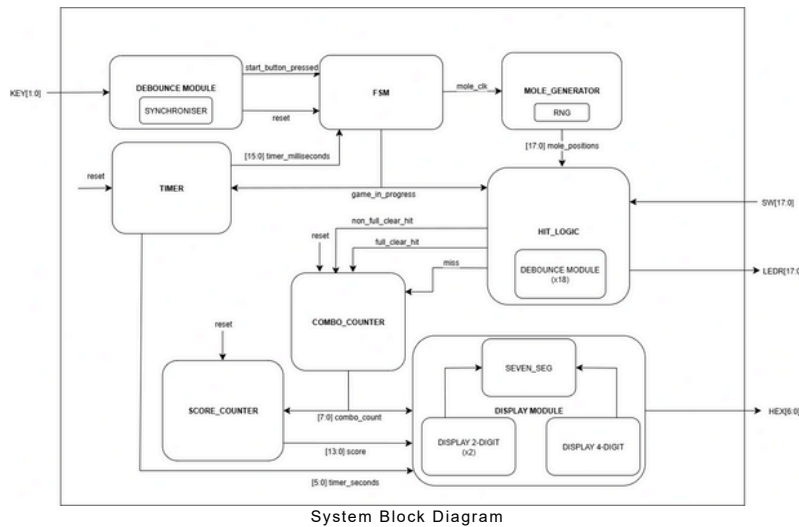 DEBOUNCE MODULE
SYNCHRONISER
KEY[1:0]
start_button_pressed
reset
FSM
mole_clk
MOLE_GENERATOR
RNG
[17:0] mole_positions
[15:0] timer_milliseconds
reset
TIMER
game_in_progress
SW[17:0]
HIT_LOGIC
DEBOUNCE MODULE
(x18)
LEDR[17:0
non_full_clear_hit
full_clear_hit
miss
reset
COMBO_COUNTER
reset
SCORE_COUNTER
[7:0] combo_count
[13:0] score
[5:0] timer_seconds
SEVEN_SEG
DISPLAY MODULE
DISPLAY 2-DIGIT
(x2)
DISPLAY 4-DIGIT
HEX[6:0]
System Block Diagram